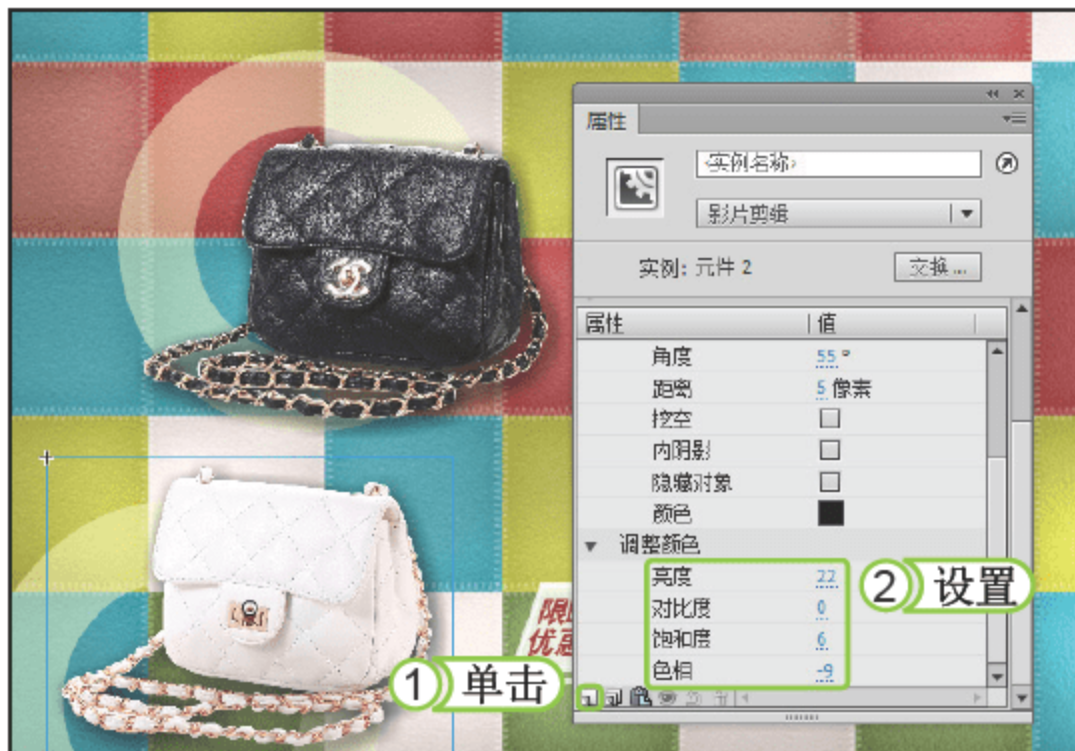 属性
<实例名称>
影片剪辑
实例: 元件 2
交换...
属性 值
角度 55 °
距离 5 像素
挖空
内阴影
隐藏对象
颜色
调整颜色
亮度 22
对比度 0
饱和度 6
色相 -9
② 设置
限
优惠
① 单击